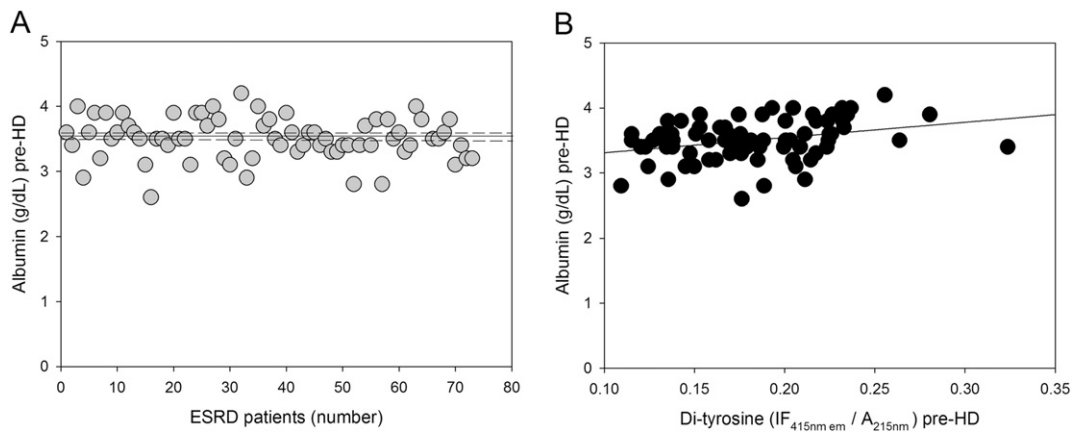 A
5
4
3
2
1
0
Albumin (g/dL) pre-HD
0 10 20 30 40 50 60 70 80
ESRD patients (number)
B
5
4
3
2
1
0
Albumin (g/dL) pre-HD
0.10 0.15 0.20 0.25 0.30 0.35
Di-tyrosine (IF415nm em / A215nm) pre-HD